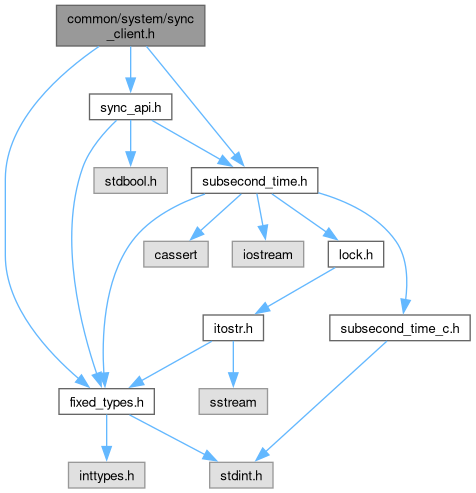 common/system/sync
_client.h
sync_api.h
stdbool.h
subsecond_time.h
cassert
iostream
lock.h
itostr.h
subsecond_time_c.h
fixed_types.h
sstream
inttypes.h
stdint.h